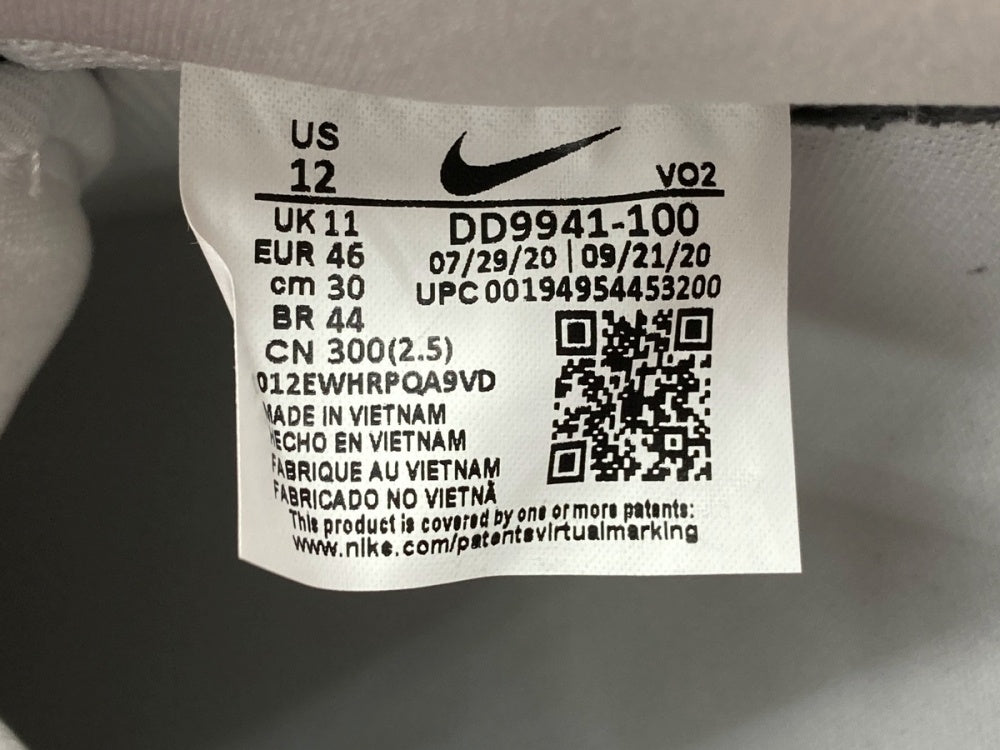 US
12
VO2
UK 11
DD9941-100
EUR 46
07/29/20 | 09/21/20
cm 30
UPC 00194954453200
BR 44
CN 300(2.5)
012EWHRPQA9VD
MADE IN VIETNAM
HECHO EN VIETNAM
FABRIQUE AU VIETNAM
FABRICADO NO VIETNÃ
This product is covered by one or more patents:
www.nike.com/patentsvirtualmarking